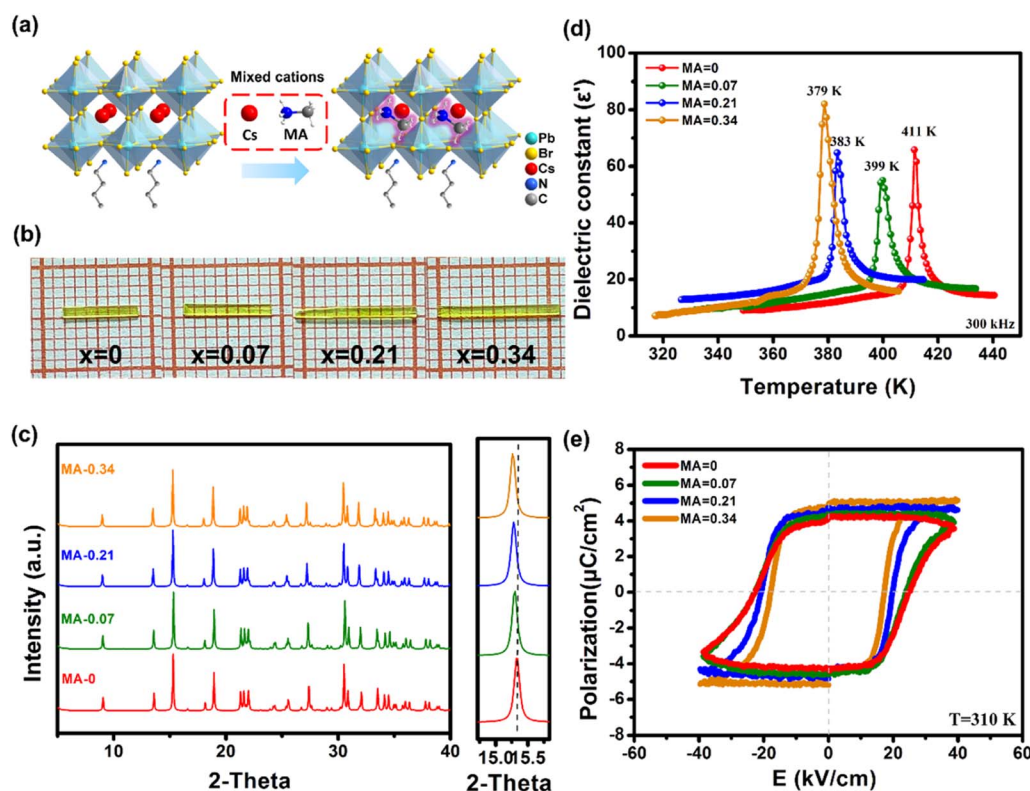 (a)
Mixed cations
Cs
MA
Pb
Br
Cs
N
C
(b)
x=0
x=0.07
x=0.21
x=0.34
(c)
Intensity (a.u.)
MA-0.34
MA-0.21
MA-0.07
MA-0
10
20
30
40
2-Theta
15.0
15.5
2-Theta
(d)
Dielectric constant (ε')
100
80
60
40
20
0
MA=0
MA=0.07
MA=0.21
MA=0.34
379 K
383 K
399 K
411 K
300 kHz
320
340
360
380
400
420
440
Temperature (K)
(e)
Polarization(μC/cm²)
8
6
4
2
0
-2
-4
-6
-8
MA=0
MA=0.07
MA=0.21
MA=0.34
T=310 K
-60
-40
-20
0
20
40
60
E (kV/cm)